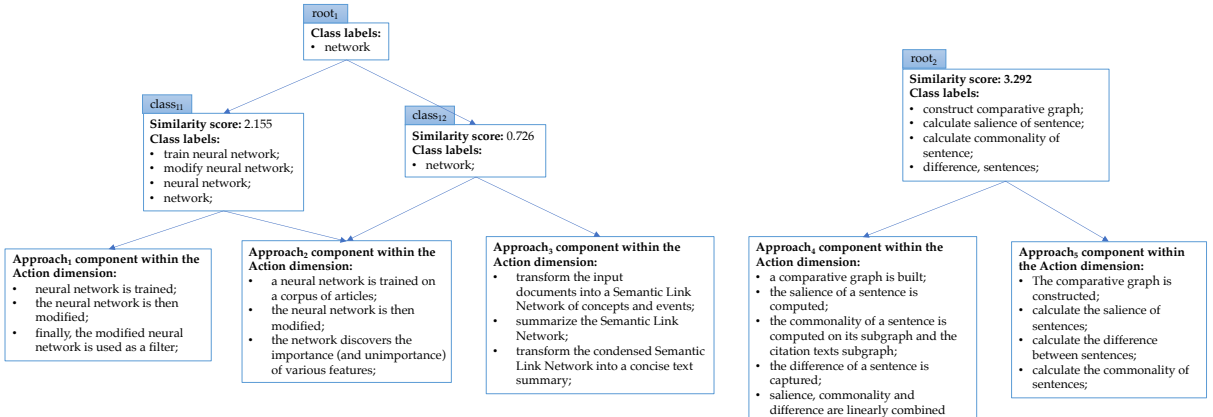 root₁
Class labels:
• network
class₁₁
Similarity score: 2.155
Class labels:
• train neural network;
• modify neural network;
• neural network;
• network;
class₁₂
Similarity score: 0.726
Class labels:
• network;
root₂
Similarity score: 3.292
Class labels:
• construct comparative graph;
• calculate salience of sentence;
• calculate commonality of
sentence;
• difference, sentences;
Approach₁ component within the
Action dimension:
• neural network is trained;
• the neural network is then
modified;
• finally, the modified neural
network is used as a filter;
Approach₂ component within the
Action dimension:
• a neural network is trained on
a corpus of articles;
• the neural network is then
modified;
• the network discovers the
importance (and unimportance)
of various features;
Approach₃ component within the
Action dimension:
• transform the input
documents into a Semantic Link
Network of concepts and events;
• summarize the Semantic Link
Network;
• transform the condensed Semantic
Link Network into a concise text
summary;
Approach₄ component within the
Action dimension:
• a comparative graph is built;
• the salience of a sentence is
computed;
• the commonality of a sentence is
computed on its subgraph and the
citation texts subgraph;
• the difference of a sentence is
captured;
• salience, commonality and
difference are linearly combined
Approach₅ component within
the Action dimension:
• The comparative graph is
constructed;
• calculate the salience of
sentences;
• calculate the difference
between sentences;
• calculate the commonality of
sentences;